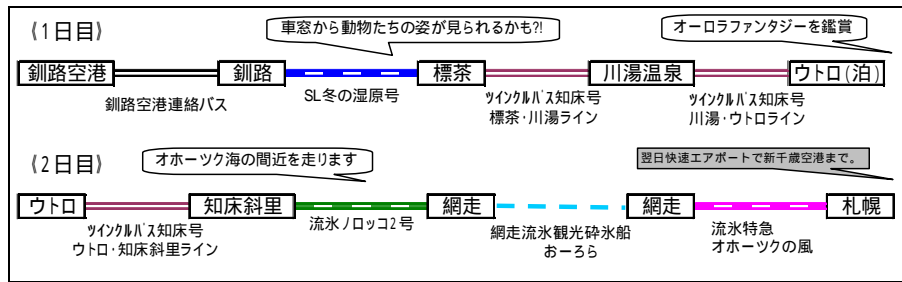 《1日目》
車窓から動物たちの姿が見られるかも?!
オーロラファンタジーを鑑賞
釧路空港
釧路
標茶
川湯温泉
ウトロ(泊)
釧路空港連絡バス
SL冬の湿原号
ツインクルバス知床号
標茶・川湯ライン
ツインクルバス知床号
川湯・ウトロライン
《2日目》
オホーツク海の間近を走ります
翌日快速エアポートで新千歳空港まで。
ウトロ
知床斜里
網走
網走
札幌
ツインクルバス知床号
ウトロ・知床斜里ライン
流氷ノロッコ2号
網走流氷観光砕氷船
おーろら
流氷特急
オホーツクの風